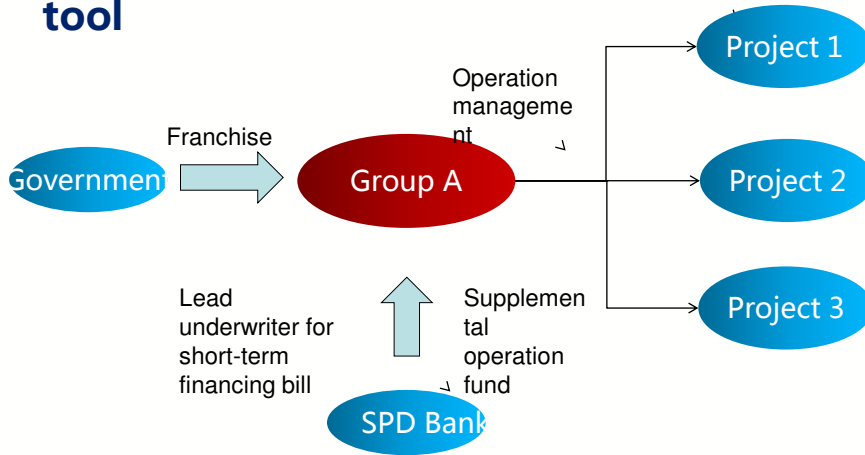 tool
Project 1
Operation
manageme
nt
Franchise
Government
Group A
Project 2
Lead
underwriter for
short-term
financing bill
Supplemen
tal
operation
fund
Project 3
SPD Bank